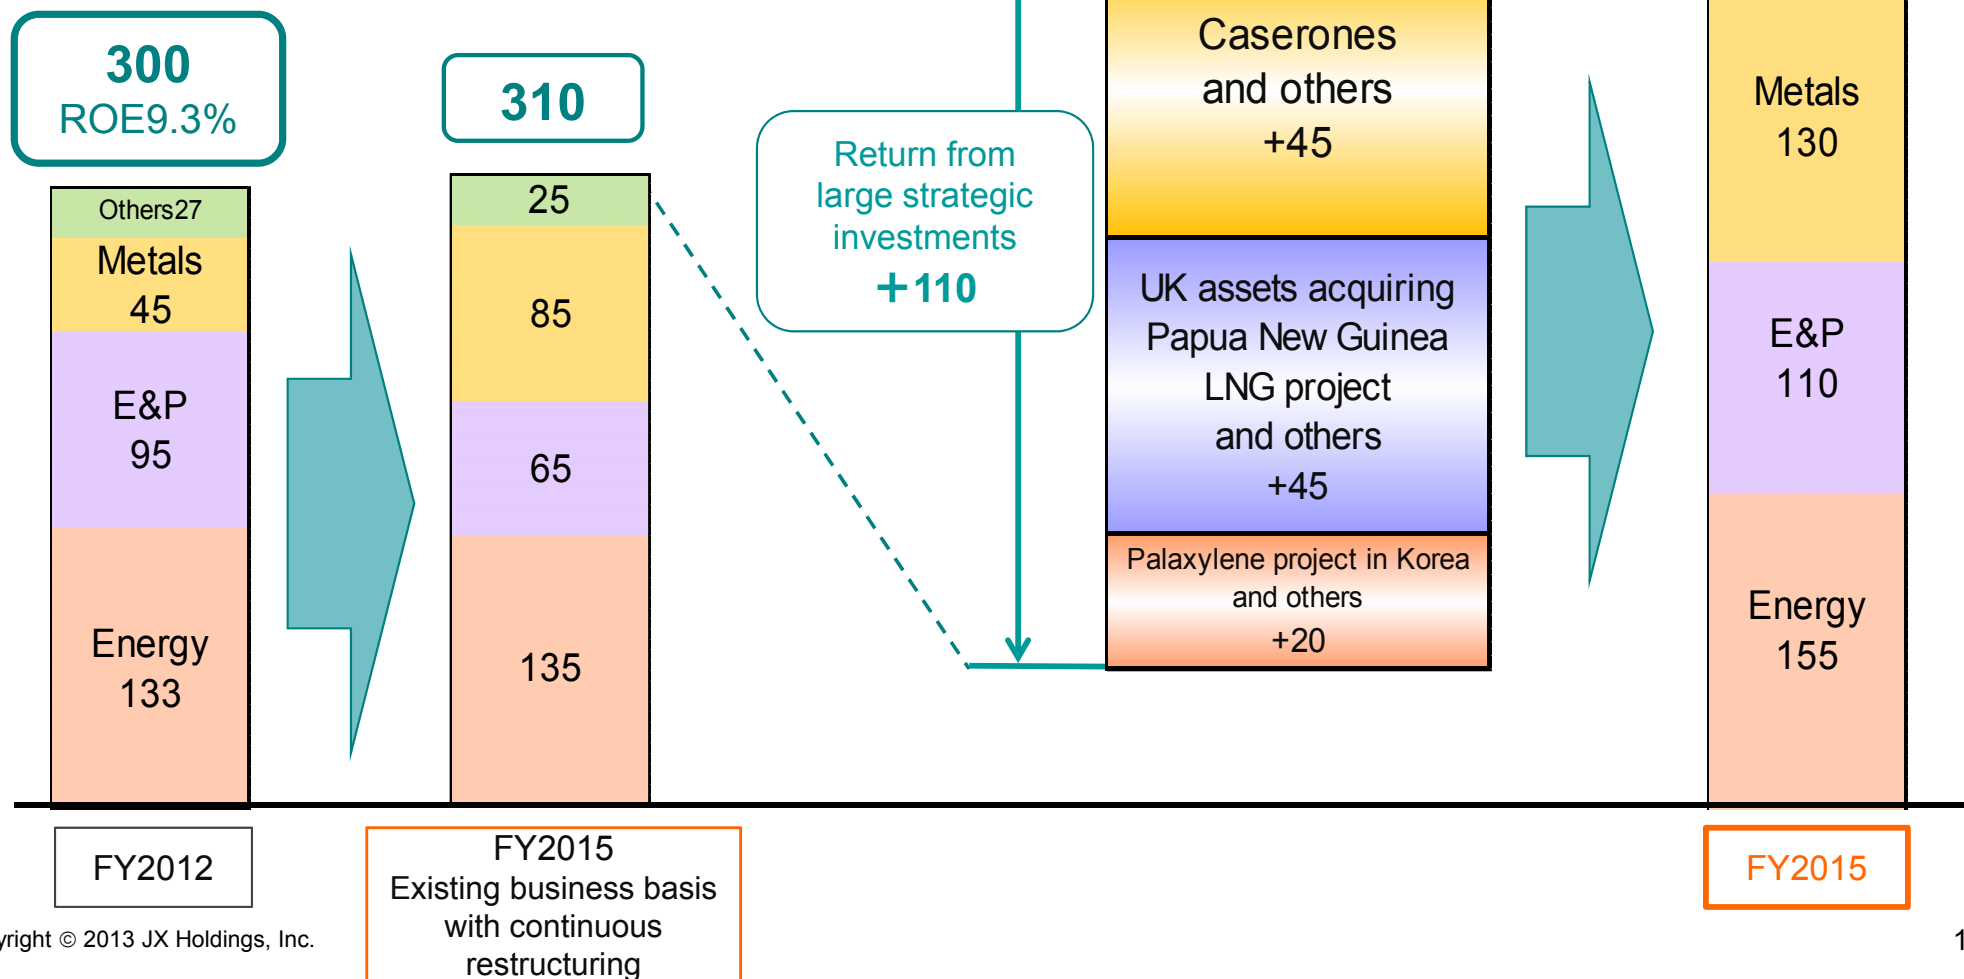 300
ROE9.3%
Others27
Metals
45
E&P
95
Energy
133
310
25
85
65
135
Return from
large strategic
investments
+110
Caserones
and others
+45
UK assets acquiring
Papua New Guinea
LNG project
and others
+45
Palaxylene project in Korea
and others
+20
Metals
130
E&P
110
Energy
155
FY2012
FY2015
Existing business basis
with continuous
restructuring
FY2015
yright © 2013 JX Holdings, Inc.
1